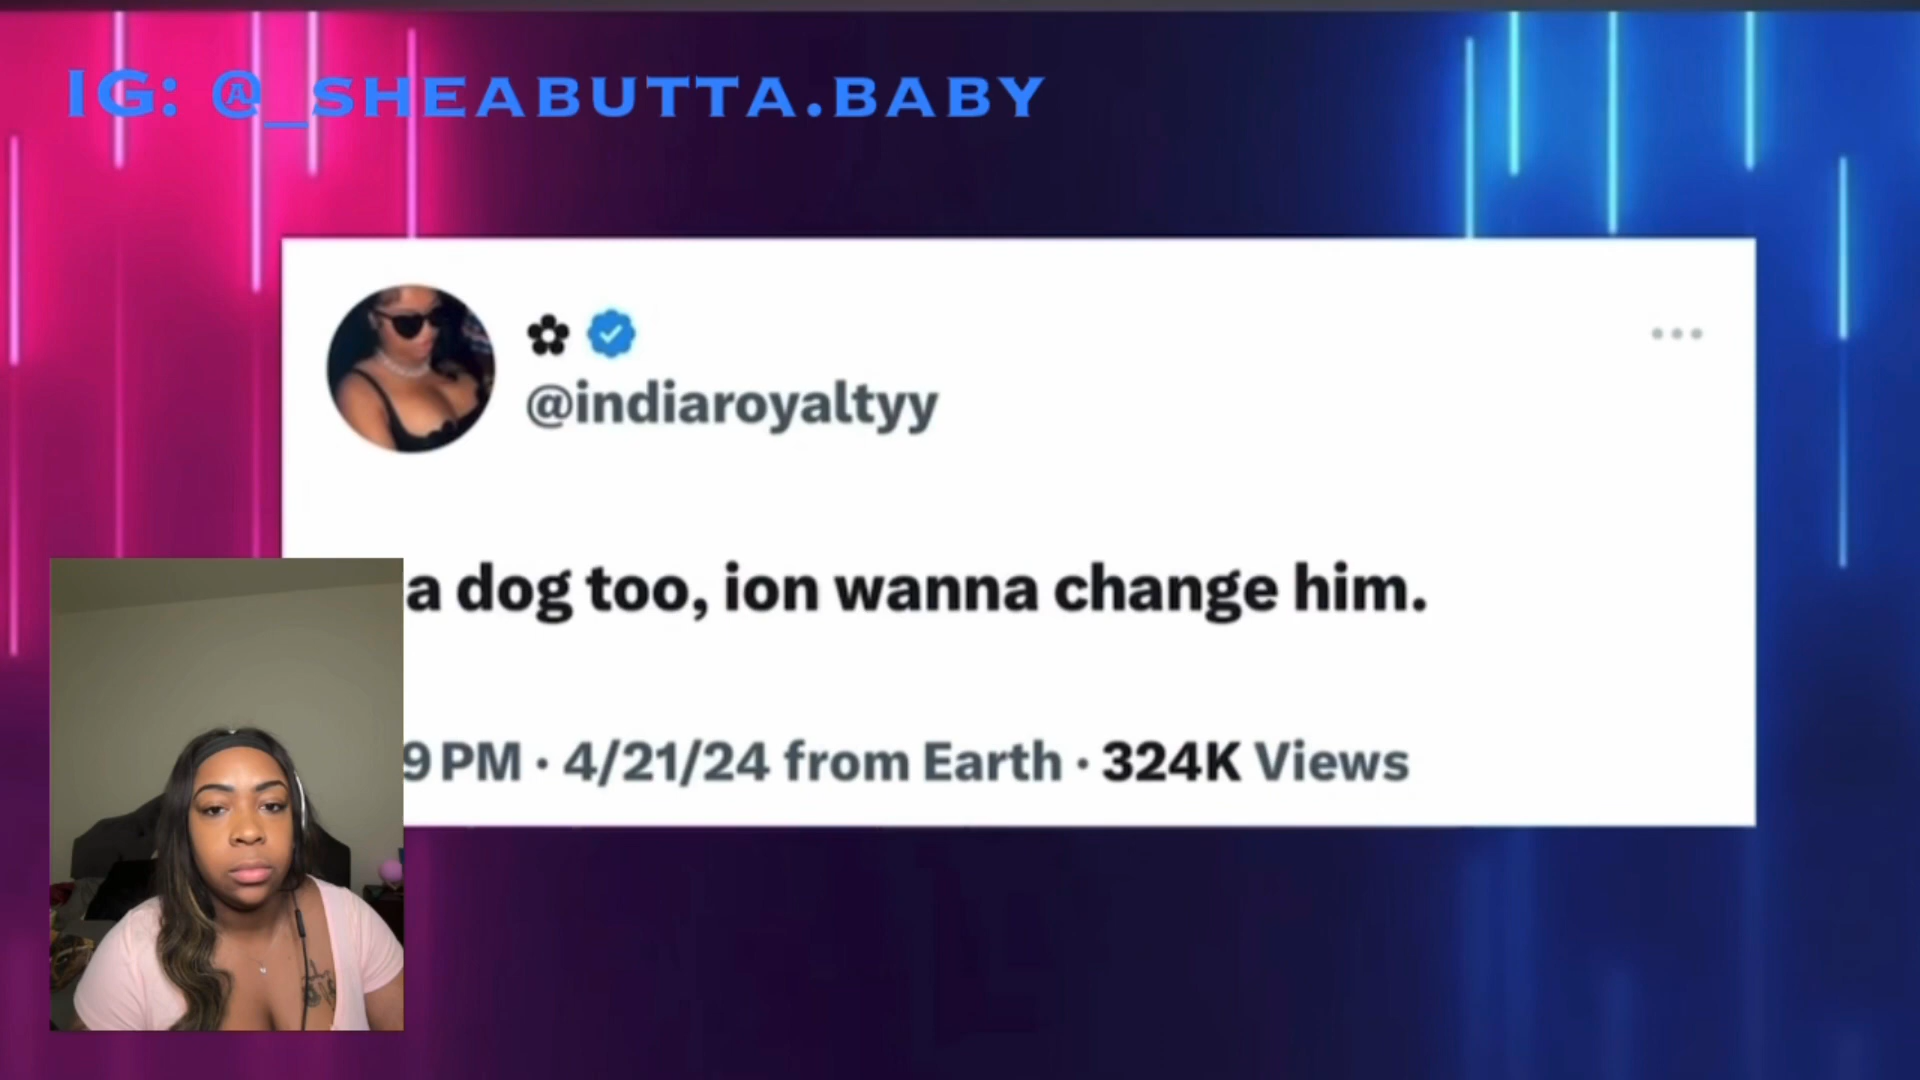 IG: @_SHEABUTTA.BABY
@indiaroyaltyy
a dog too, ion wanna change him.
9 PM · 4/21/24 from Earth · 324K Views